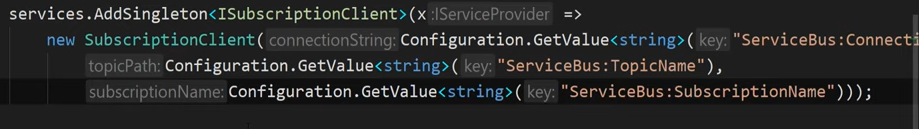 services.AddSingleton<ISubscriptionClient>(x :IServiceProvider =>
new SubscriptionClient( connectionString: Configuration.GetValue<string>( key: "ServiceBus:Connecti
topicPath: Configuration.GetValue<string>( key: "ServiceBus:TopicName"),
subscriptionName: Configuration.GetValue<string>( key: "ServiceBus:SubscriptionName")));